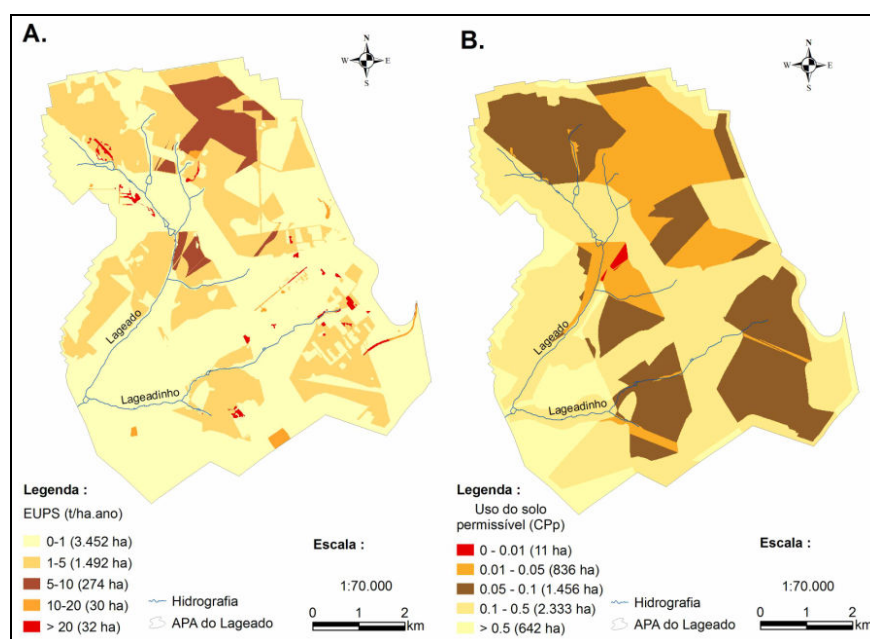 A.
N
W E
S
Lageado
Lageadinho
Legenda :
EUPS (t/ha.ano)
0-1 (3.452 ha)
1-5 (1.492 ha)
5-10 (274 ha)
10-20 (30 ha)
> 20 (32 ha)
Hidrografia
APA do Lageado
Escala :
1:70.000
0 1 2
km
B.
N
W E
S
Lageado
Lageadinho
Legenda :
Uso do solo
permissível (CPp)
0 - 0.01 (11 ha)
0.01 - 0.05 (836 ha)
0.05 - 0.1 (1.456 ha)
0.1 - 0.5 (2.333 ha)
> 0.5 (642 ha)
Hidrografia
APA do Lageado
Escala :
1:70.000
0 1 2
km